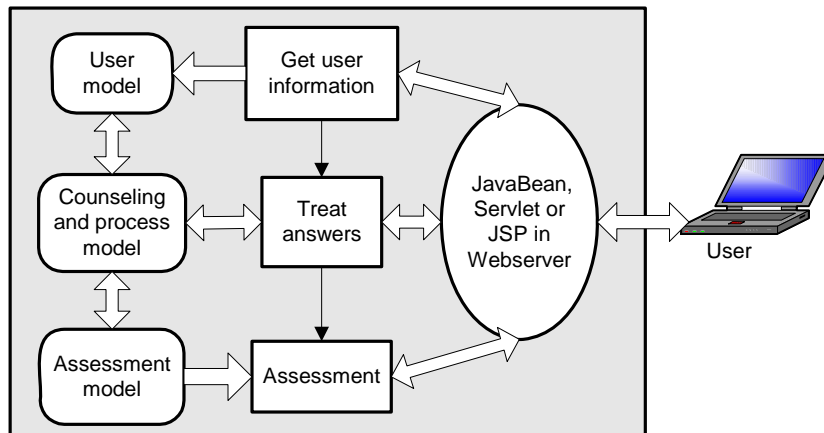 User
model
Get user
information
Counseling
and process
model
Treat
answers
JavaBean,
Servlet or
JSP in
Webserver
User
Assessment
model
Assessment